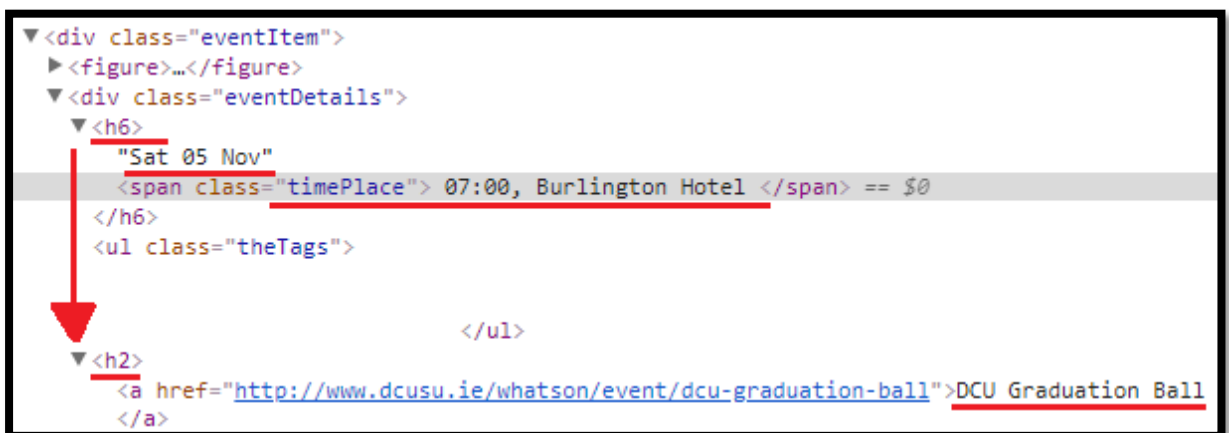 ▼<div class="eventItem">
▶<figure>…</figure>
▼<div class="eventDetails">
▼<h6>
"Sat 05 Nov"
<span class="timePlace"> 07:00, Burlington Hotel </span> == $0
</h6>
<ul class="theTags">
</ul>
▼<h2>
<a href="http://www.dcusu.ie/whatson/event/dcu-graduation-ball">DCU Graduation Ball
</a>